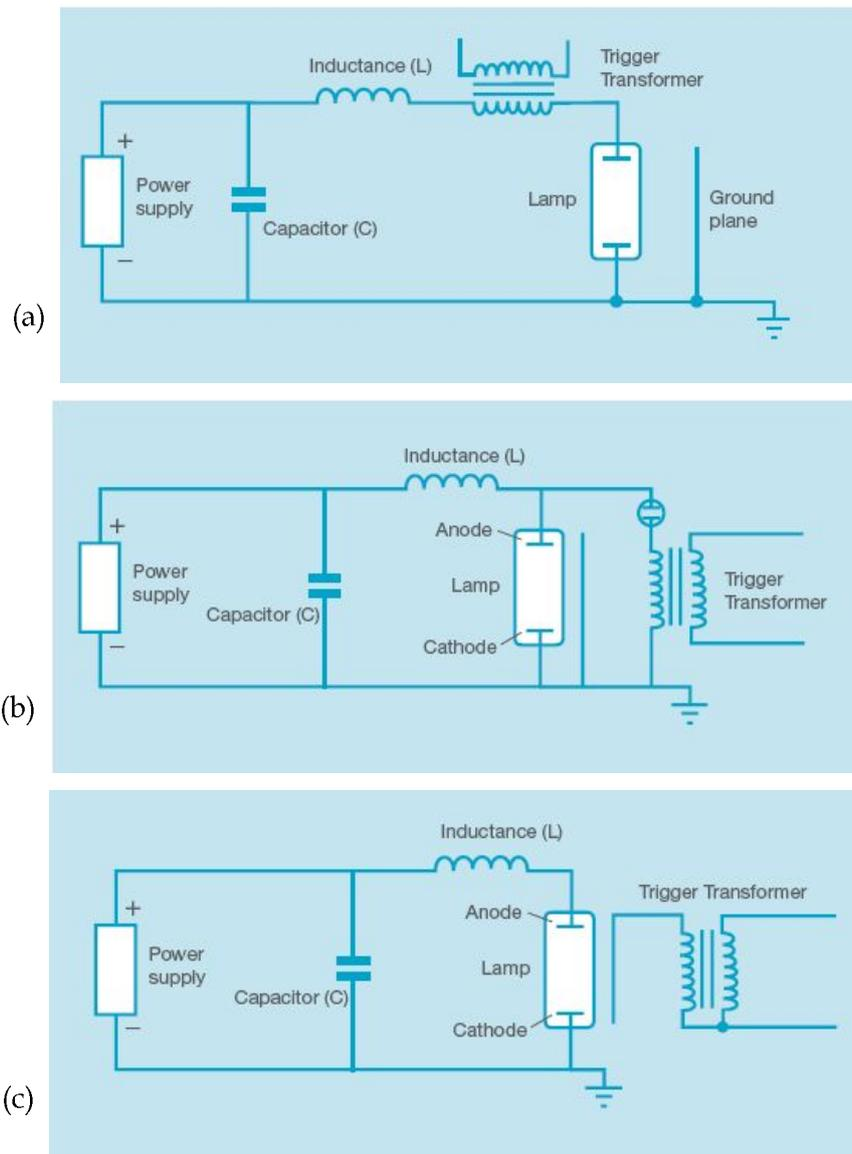 Inductance (L)
Trigger
Transformer
+
Power
supply
Capacitor (C)
Lamp
Ground
plane
–
(a)
Inductance (L)
+
Anode
Power
supply
Lamp
Trigger
Transformer
Capacitor (C)
Cathode
–
(b)
Inductance (L)
Trigger Transformer
+
Anode
Power
supply
Lamp
Capacitor (C)
Cathode
–
(c)